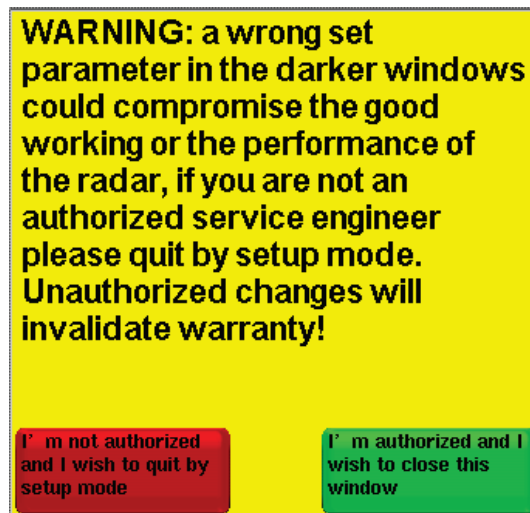 WARNING: a wrong set
parameter in the darker windows
could compromise the good
working or the performance of
the radar, if you are not an
authorized service engineer
please quit by setup mode.
Unauthorized changes will
invalidate warranty!
I’ m not authorized
and I wish to quit by
setup mode
I’ m authorized and I
wish to close this
window